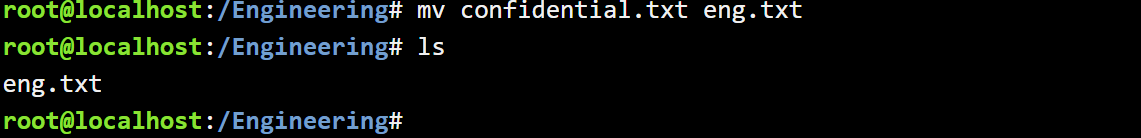 root@localhost:/Engineering# mv confidential.txt eng.txt
root@localhost:/Engineering# ls
eng.txt
root@localhost:/Engineering#